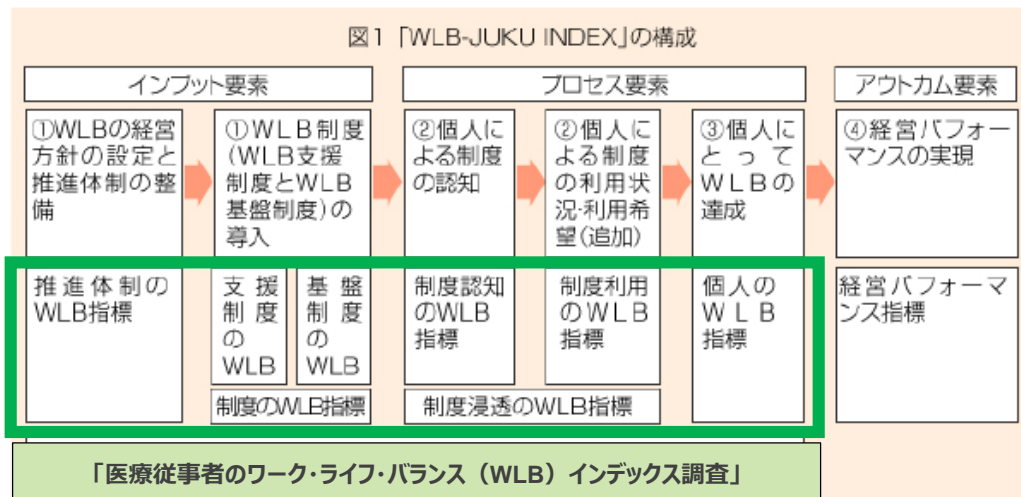 図1「WLB-JUKU INDEX」の構成
インプット要素
プロセス要素
アウトカム要素
①WLBの経営
方針の設定と
推進体制の整
備
①WLB制度
(WLB支援
制度とWLB
基盤制度)の
導入
②個人に
よる制度
の認知
②個人に
よる制度
の利用状
況・利用希
望(追加)
③個人に
とって
WLBの
達成
④経営パフォー
マンスの実現
推進体制の
WLB指標
支援
制度
の
WLB
基盤
制度
の
WLB
制度のWLB指標
制度認知
のWLB
指標
制度利用
のWLB
指標
制度浸透のWLB指標
個人の
WLB
指標
経営パフォーマ
ンス指標
「医療従事者のワーク・ライフ・バランス(WLB)インデックス調査」